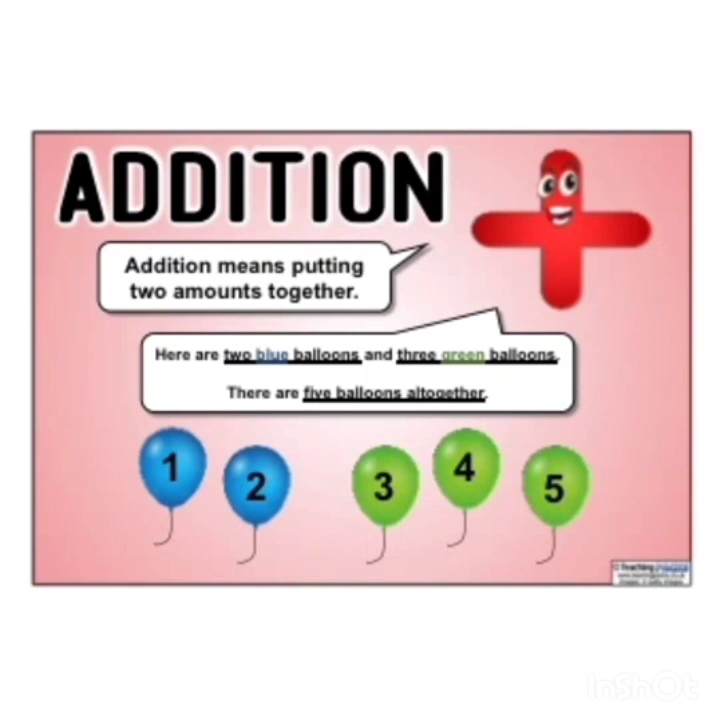 ADDITION
Addition means putting
two amounts together.
Here are two blue balloons and three green balloons.
There are five balloons altogether.
1 2 3 4 5
© Teaching
InShOt